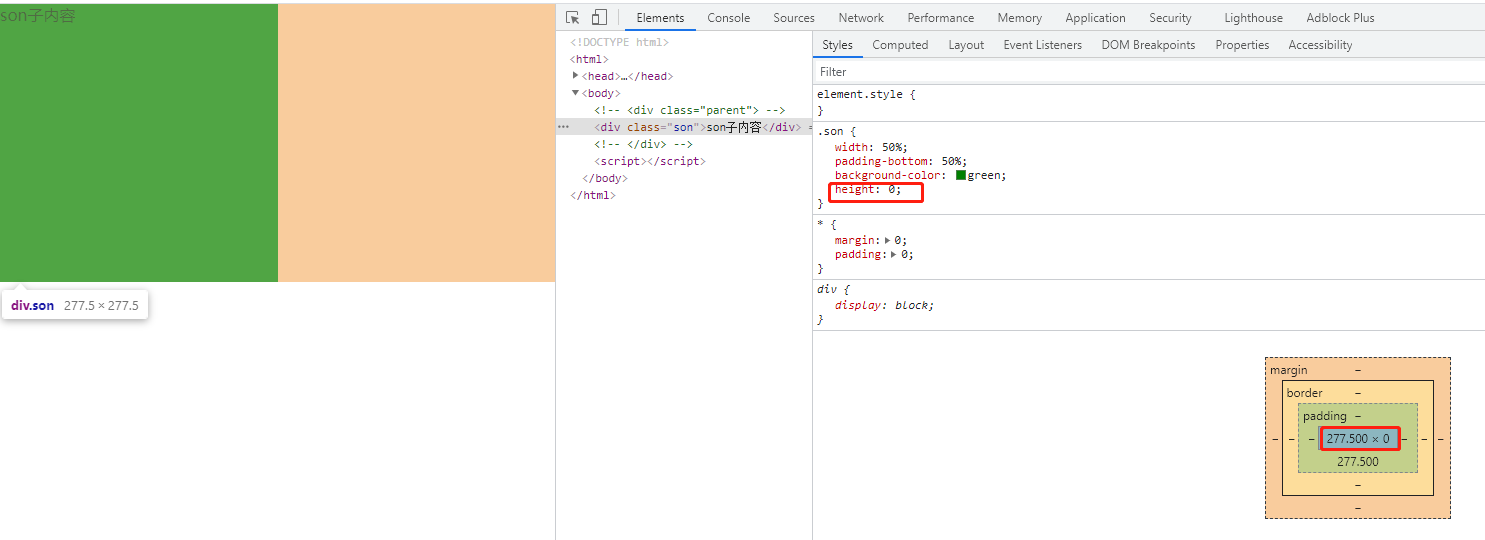 son子内容
div.son 277.5 × 277.5
Elements Console Sources Network Performance Memory Application Security Lighthouse Adblock Plus
<!DOCTYPE html>
<html>
<head>…</head>
<body>
<!-- <div class="parent"> -->
<div class="son">son子内容</div> =
<!-- </div> -->
<script></script>
</body>
</html>
Styles Computed Layout Event Listeners DOM Breakpoints Properties Accessibility
Filter
element.style {
}
.son {
width: 50%;
padding-bottom: 50%;
background-color: green;
height: 0;
}
* {
margin: 0;
padding: 0;
}
div {
display: block;
}
margin –
border –
padding –
– – – 277.500 × 0 – – –
277.500
–
–